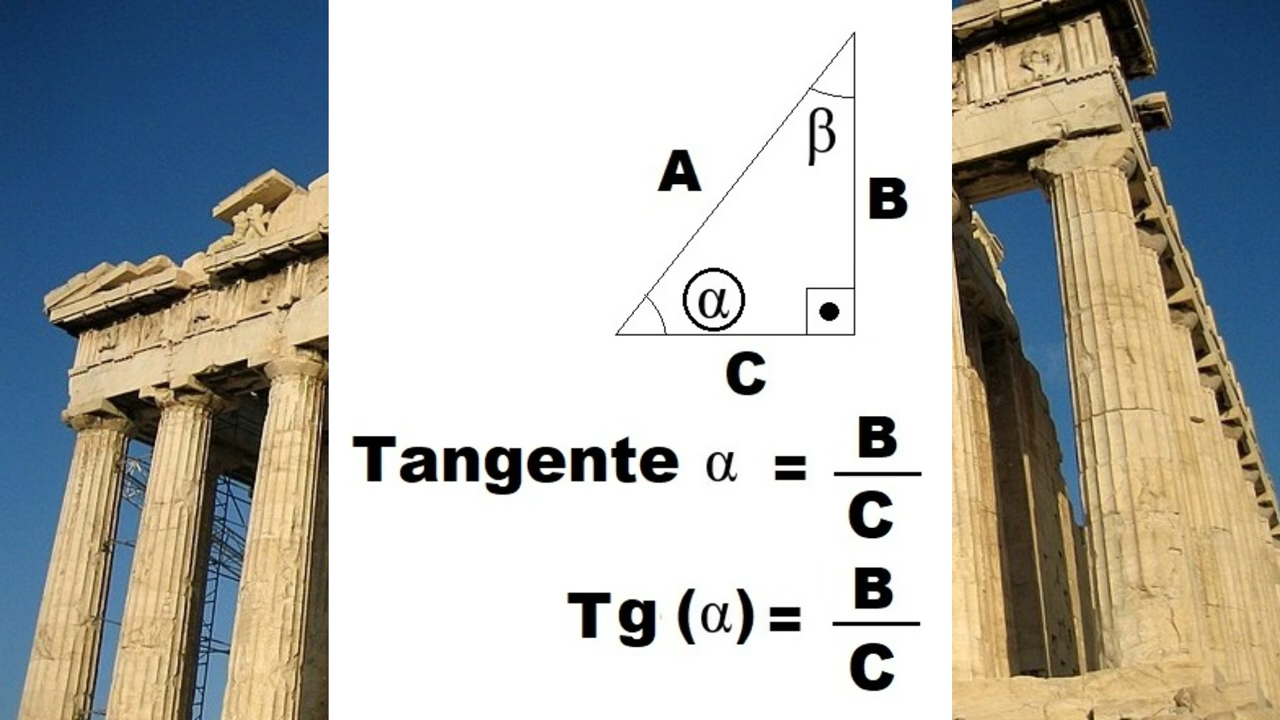 β
A
B
α
C
Tangente α = B
C
Tg (α) = B
C